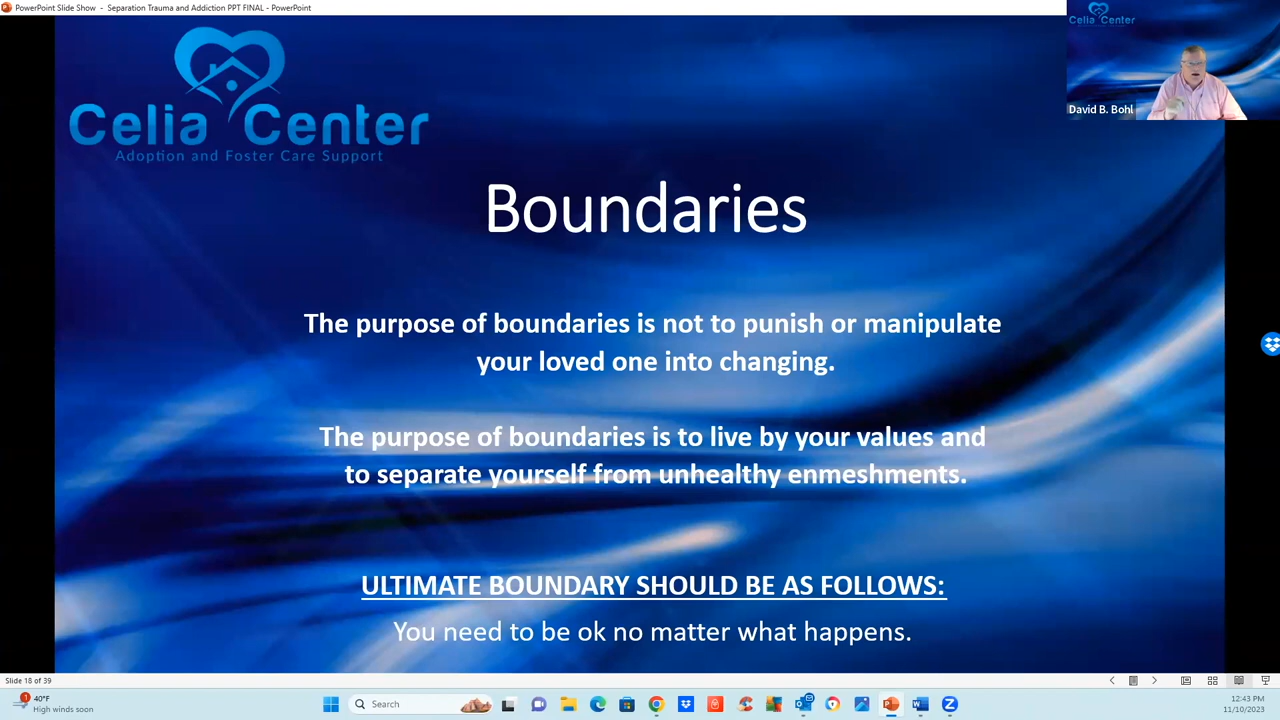 PowerPoint Slide Show - Separation Trauma and Addiction PPT FINAL - PowerPoint
Celia Center
David B. Bohl
Celia Center
Adoption and Foster Care Support
Boundaries
The purpose of boundaries is not to punish or manipulate
your loved one into changing.
The purpose of boundaries is to live by your values and
to separate yourself from unhealthy enmeshments.
ULTIMATE BOUNDARY SHOULD BE AS FOLLOWS:
You need to be ok no matter what happens.
Slide 18 of 39
1
40°F
High winds soon
Search
12:43 PM
11/10/2023